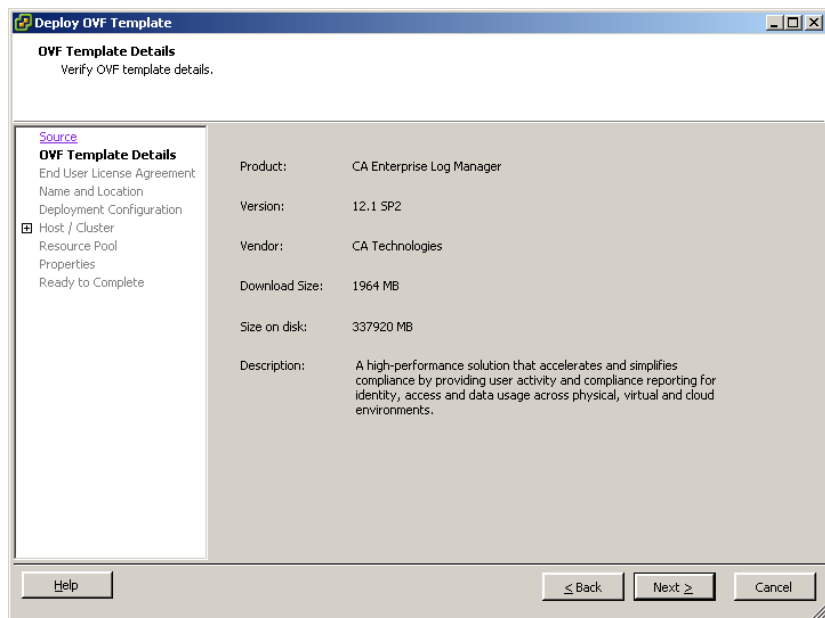 Deploy OVF Template
OVF Template Details
Verify OVF template details.
Source
OVF Template Details
End User License Agreement
Name and Location
Deployment Configuration
Host / Cluster
Resource Pool
Properties
Ready to Complete
Product: CA Enterprise Log Manager
Version: 12.1 SP2
Vendor: CA Technologies
Download Size: 1964 MB
Size on disk: 337920 MB
Description: A high-performance solution that accelerates and simplifies
compliance by providing user activity and compliance reporting for
identity, access and data usage across physical, virtual and cloud
environments.
Help
< Back
Next >
Cancel